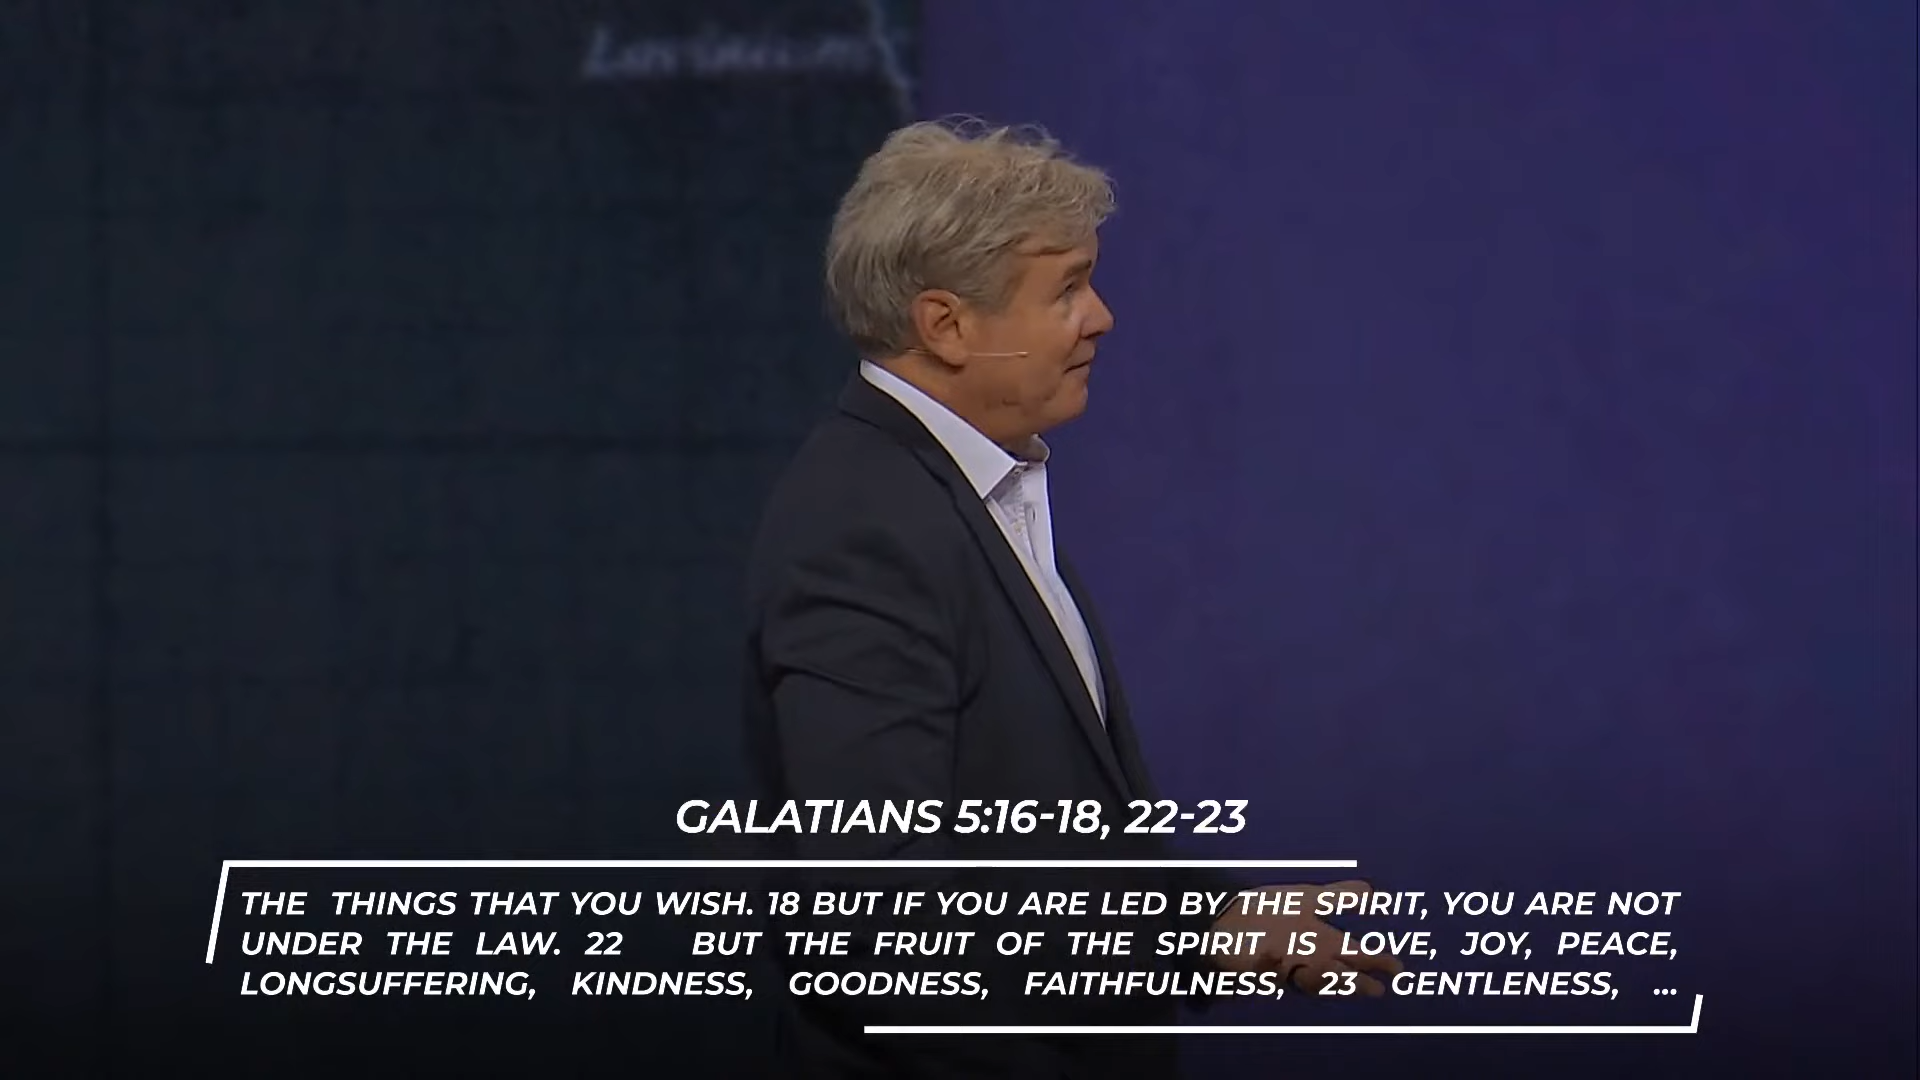 GALATIANS 5:16-18, 22-23
THE THINGS THAT YOU WISH. 18 BUT IF YOU ARE LED BY THE SPIRIT, YOU ARE NOT
UNDER THE LAW. 22 BUT THE FRUIT OF THE SPIRIT IS LOVE, JOY, PEACE,
LONGSUFFERING, KINDNESS, GOODNESS, FAITHFULNESS, 23 GENTLENESS, ...